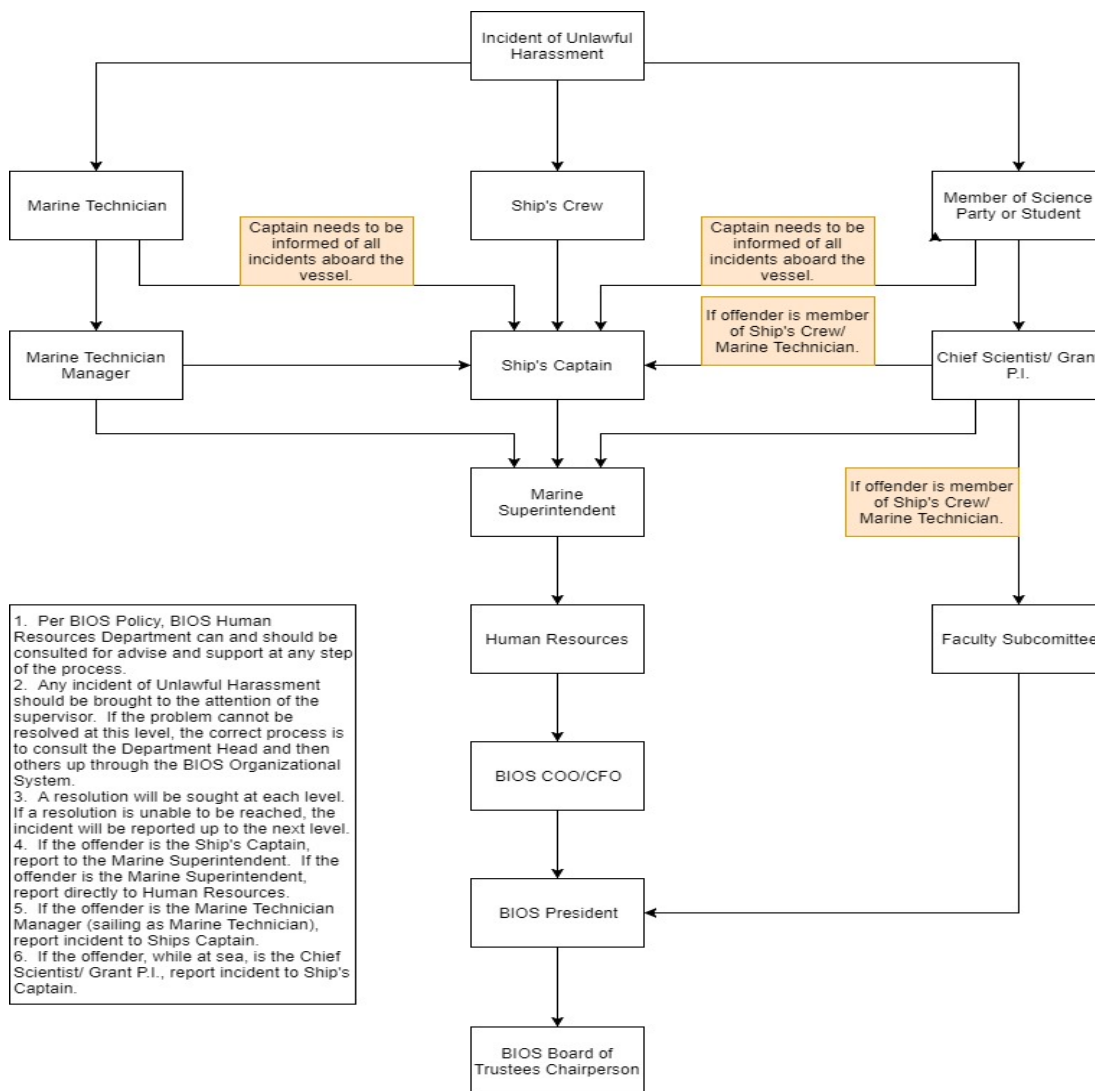 Incident of Unlawful
Harassment
Marine Technician
Ship's Crew
Member of Science
Party or Student
Captain needs to be
informed of all
incidents aboard the
vessel.
Captain needs to be
informed of all
incidents aboard the
vessel.
If offender is member
of Ship's Crew/
Marine Technician.
Marine Technician
Manager
Ship's Captain
Chief Scientist/ Grant
P.I.
Marine
Superintendent
If offender is member
of Ship's Crew/
Marine Technician.
Human Resources
Faculty Subcomittee
BIOS COO/CFO
BIOS President
BIOS Board of
Trustees Chairperson
1. Per BIOS Policy, BIOS Human
Resources Department can and should be
consulted for advise and support at any step
of the process.
2. Any incident of Unlawful Harassment
should be brought to the attention of the
supervisor. If the problem cannot be
resolved at this level, the correct process is
to consult the Department Head and then
others up through the BIOS Organizational
System.
3. A resolution will be sought at each level.
If a resolution is unable to be reached, the
incident will be reported up to the next level.
4. If the offender is the Ship's Captain,
report to the Marine Superintendent. If the
offender is the Marine Superintendent,
report directly to Human Resources.
5. If the offender is the Marine Technician
Manager (sailing as Marine Technician),
report incident to Ships Captain.
6. If the offender, while at sea, is the Chief
Scientist/ Grant P.I., report incident to Ship's
Captain.